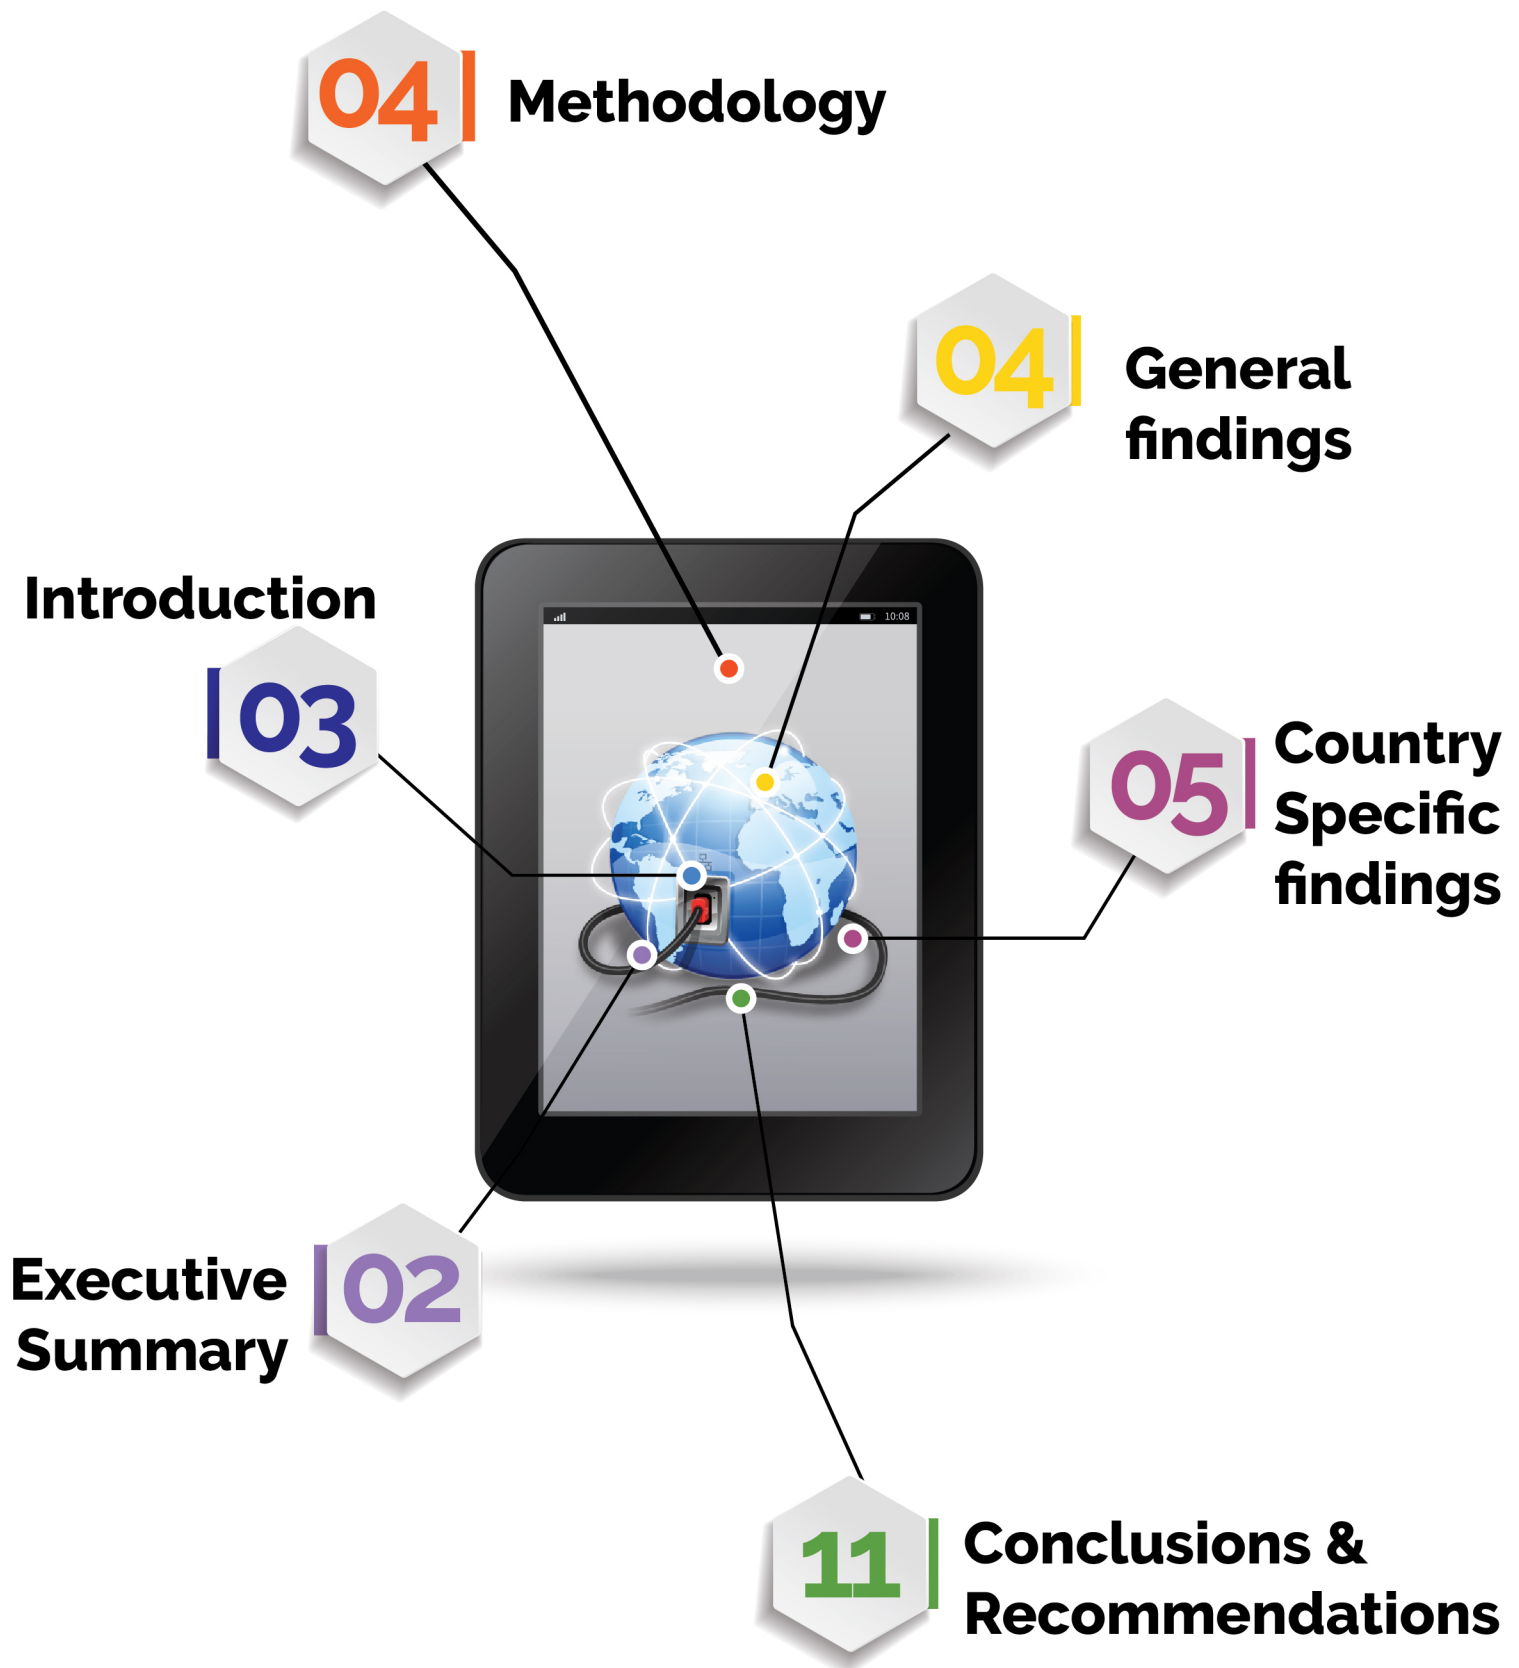 04
Methodology
04
General
findings
Introduction
03
10:08
05
Country
Specific
findings
Executive
Summary
02
11
Conclusions &
Recommendations